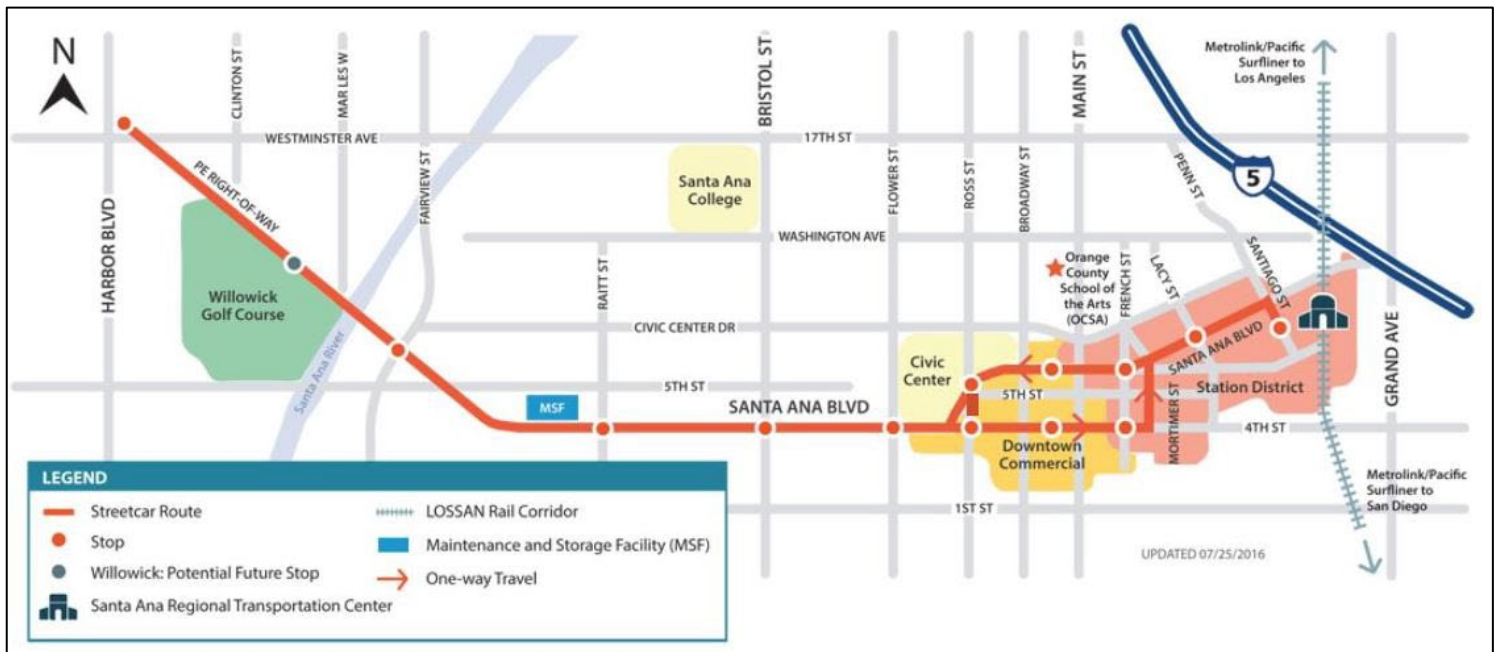 N
CLINTON ST
MAR LES W
FAIRVIEW ST
BRISTOL ST
MAIN ST
Metrolink/Pacific
Surfliner to
Los Angeles
WESTMINSTER AVE
17TH ST
PE RIGHT-OF-WAY
HARBOR BLVD
Santa Ana
College
FLOWER ST
ROSS ST
BROADWAY ST
PENN ST
5
WASHINGTON AVE
Willowick
Golf Course
RAITT ST
Orange
County
School of
the Arts
(OCSA)
FRENCH ST
LACY ST
SANTIAGO ST
Santa Ana River
CIVIC CENTER DR
Civic
Center
SANTA ANA BLVD
GRAND AVE
5TH ST
MSF
SANTA ANA BLVD
5TH ST
Station District
MORTIMER ST
4TH ST
Downtown
Commercial
1ST ST
Metrolink/Pacific
Surfliner to
San Diego
UPDATED 07/25/2016
LEGEND
Streetcar Route
Stop
Willowick: Potential Future Stop
Santa Ana Regional Transportation Center
LOSSAN Rail Corridor
Maintenance and Storage Facility (MSF)
One-way Travel